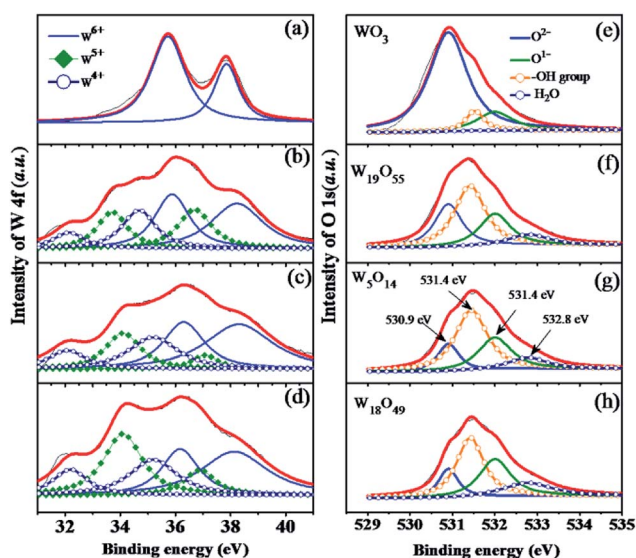 Intensity of W 4f(a.u.)
W⁶⁺
W⁵⁺
W⁴⁺
(a)
(b)
(c)
(d)
31 32 34 36 38 40
Binding energy (eV)
Intensity of O 1s(a.u.)
WO₃
(e)
O²⁻
O¹⁻
-OH group
H₂O
W₁₉O₅₅
(f)
W₅O₁₄
(g)
531.4 eV
530.9 eV
531.4 eV
532.8 eV
W₁₈O₄₉
(h)
529 530 531 532 533 534 535
Binding energy (eV)